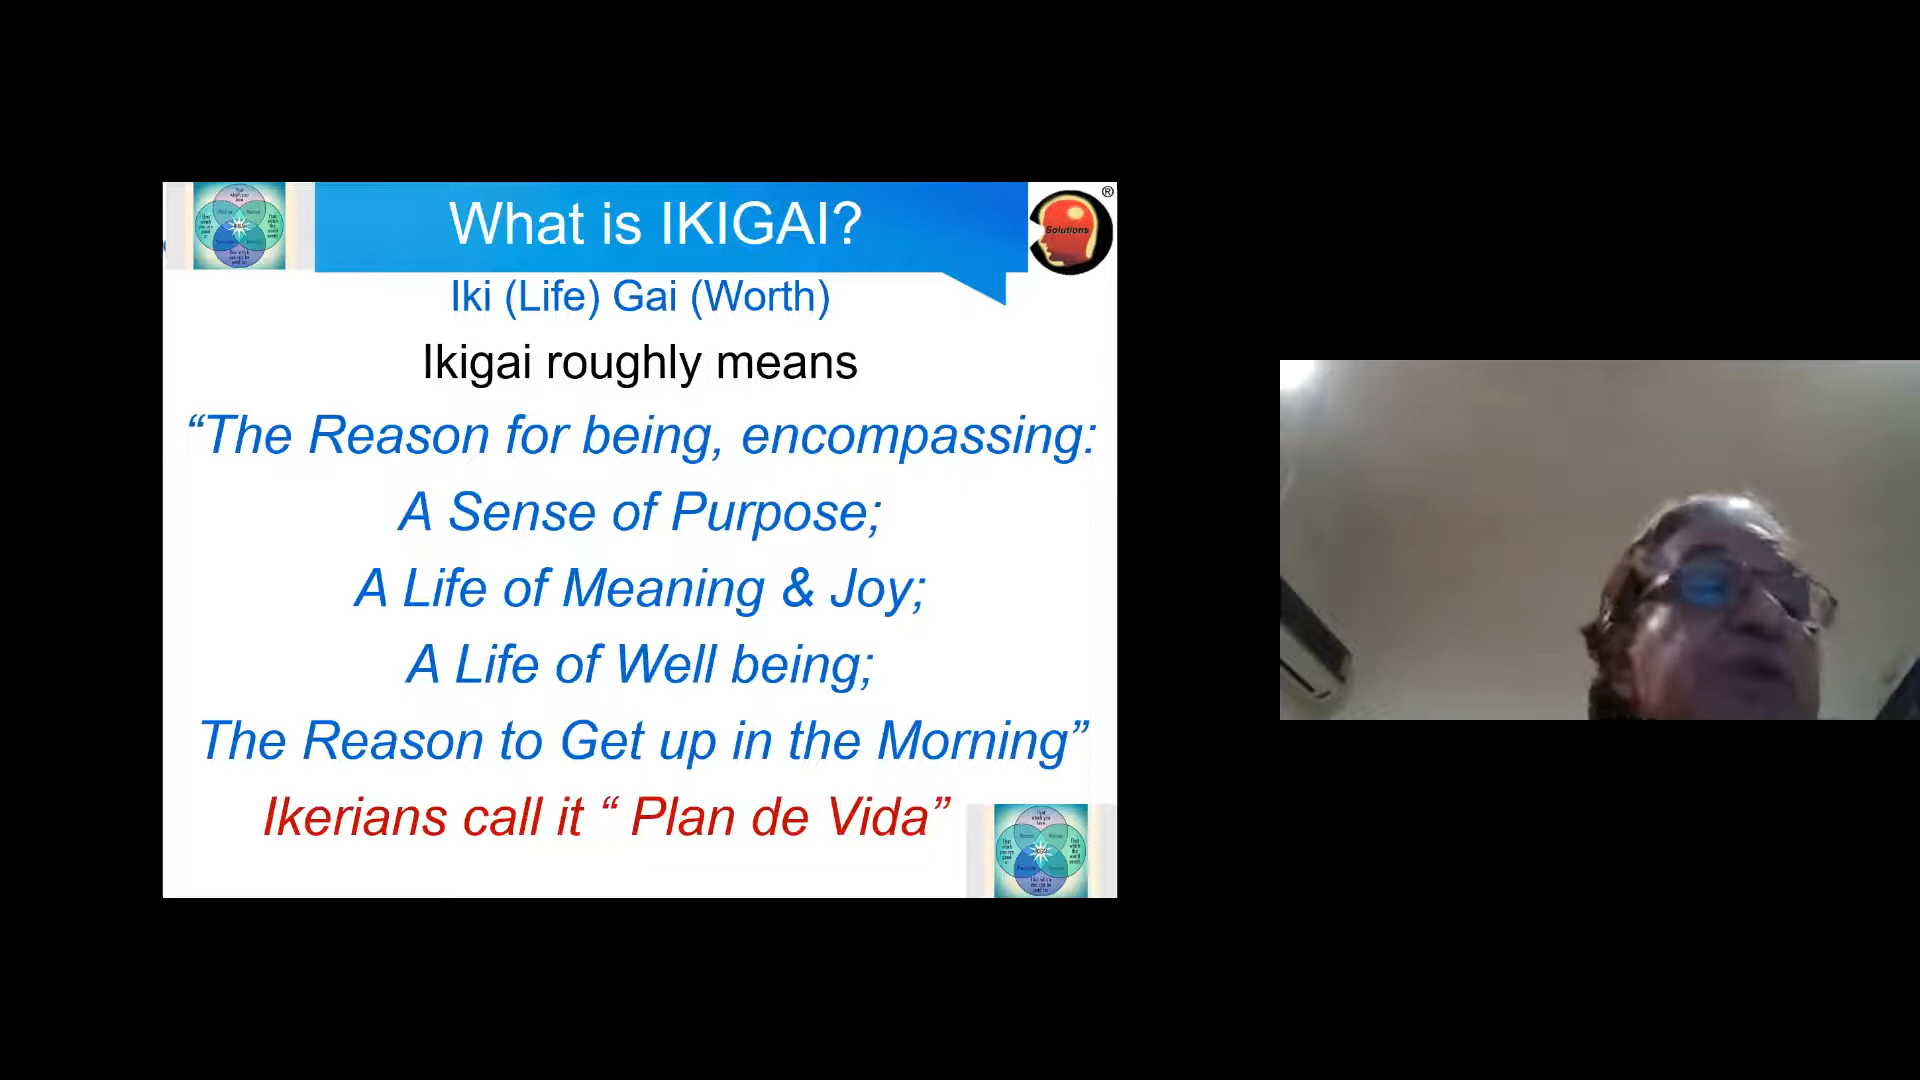 What is IKIGAI?
®
Solutions
Iki (Life) Gai (Worth)
Ikigai roughly means
“The Reason for being, encompassing:
A Sense of Purpose;
A Life of Meaning & Joy;
A Life of Well being;
The Reason to Get up in the Morning”
Ikerians call it “ Plan de Vida”